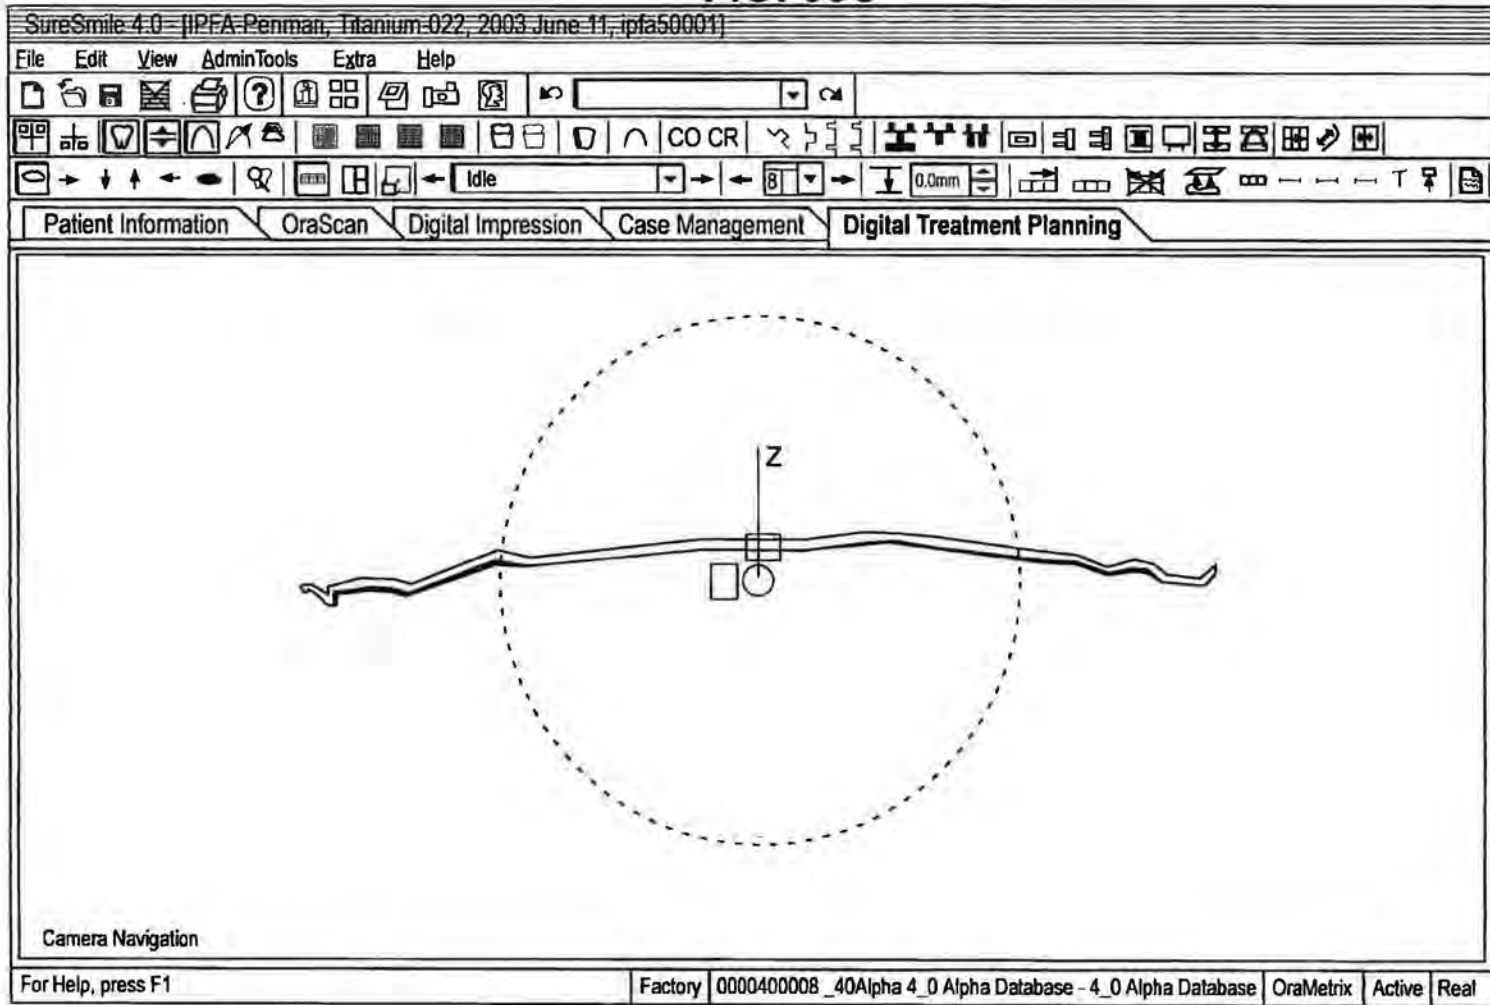 SureSmile 4.0 - [IPFA-Penman, Titanium-022, 2003 June 11, ipfa50001]
File Edit View AdminTools Extra Help
?
CO CR
Idle 8 0.0mm T
Patient Information OraScan Digital Impression Case Management Digital Treatment Planning
Z
Camera Navigation
For Help, press F1 Factory 0000400008 _40Alpha 4_0 Alpha Database - 4_0 Alpha Database OraMetrix Active Real